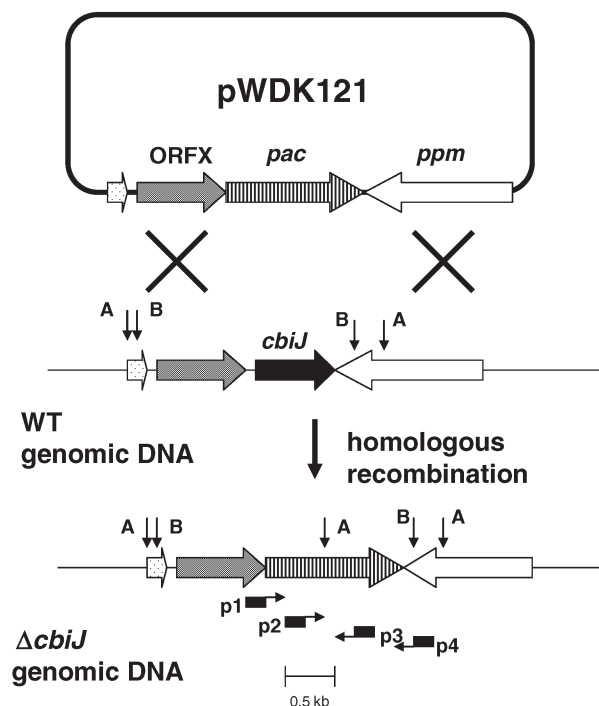 pWDK121
ORFX pac ppm
A B B A
cbiJ
WT
genomic DNA
homologous
recombination
A B A B A
p1
p2
p3
p4
ΔcbiJ
genomic DNA
0.5 kb